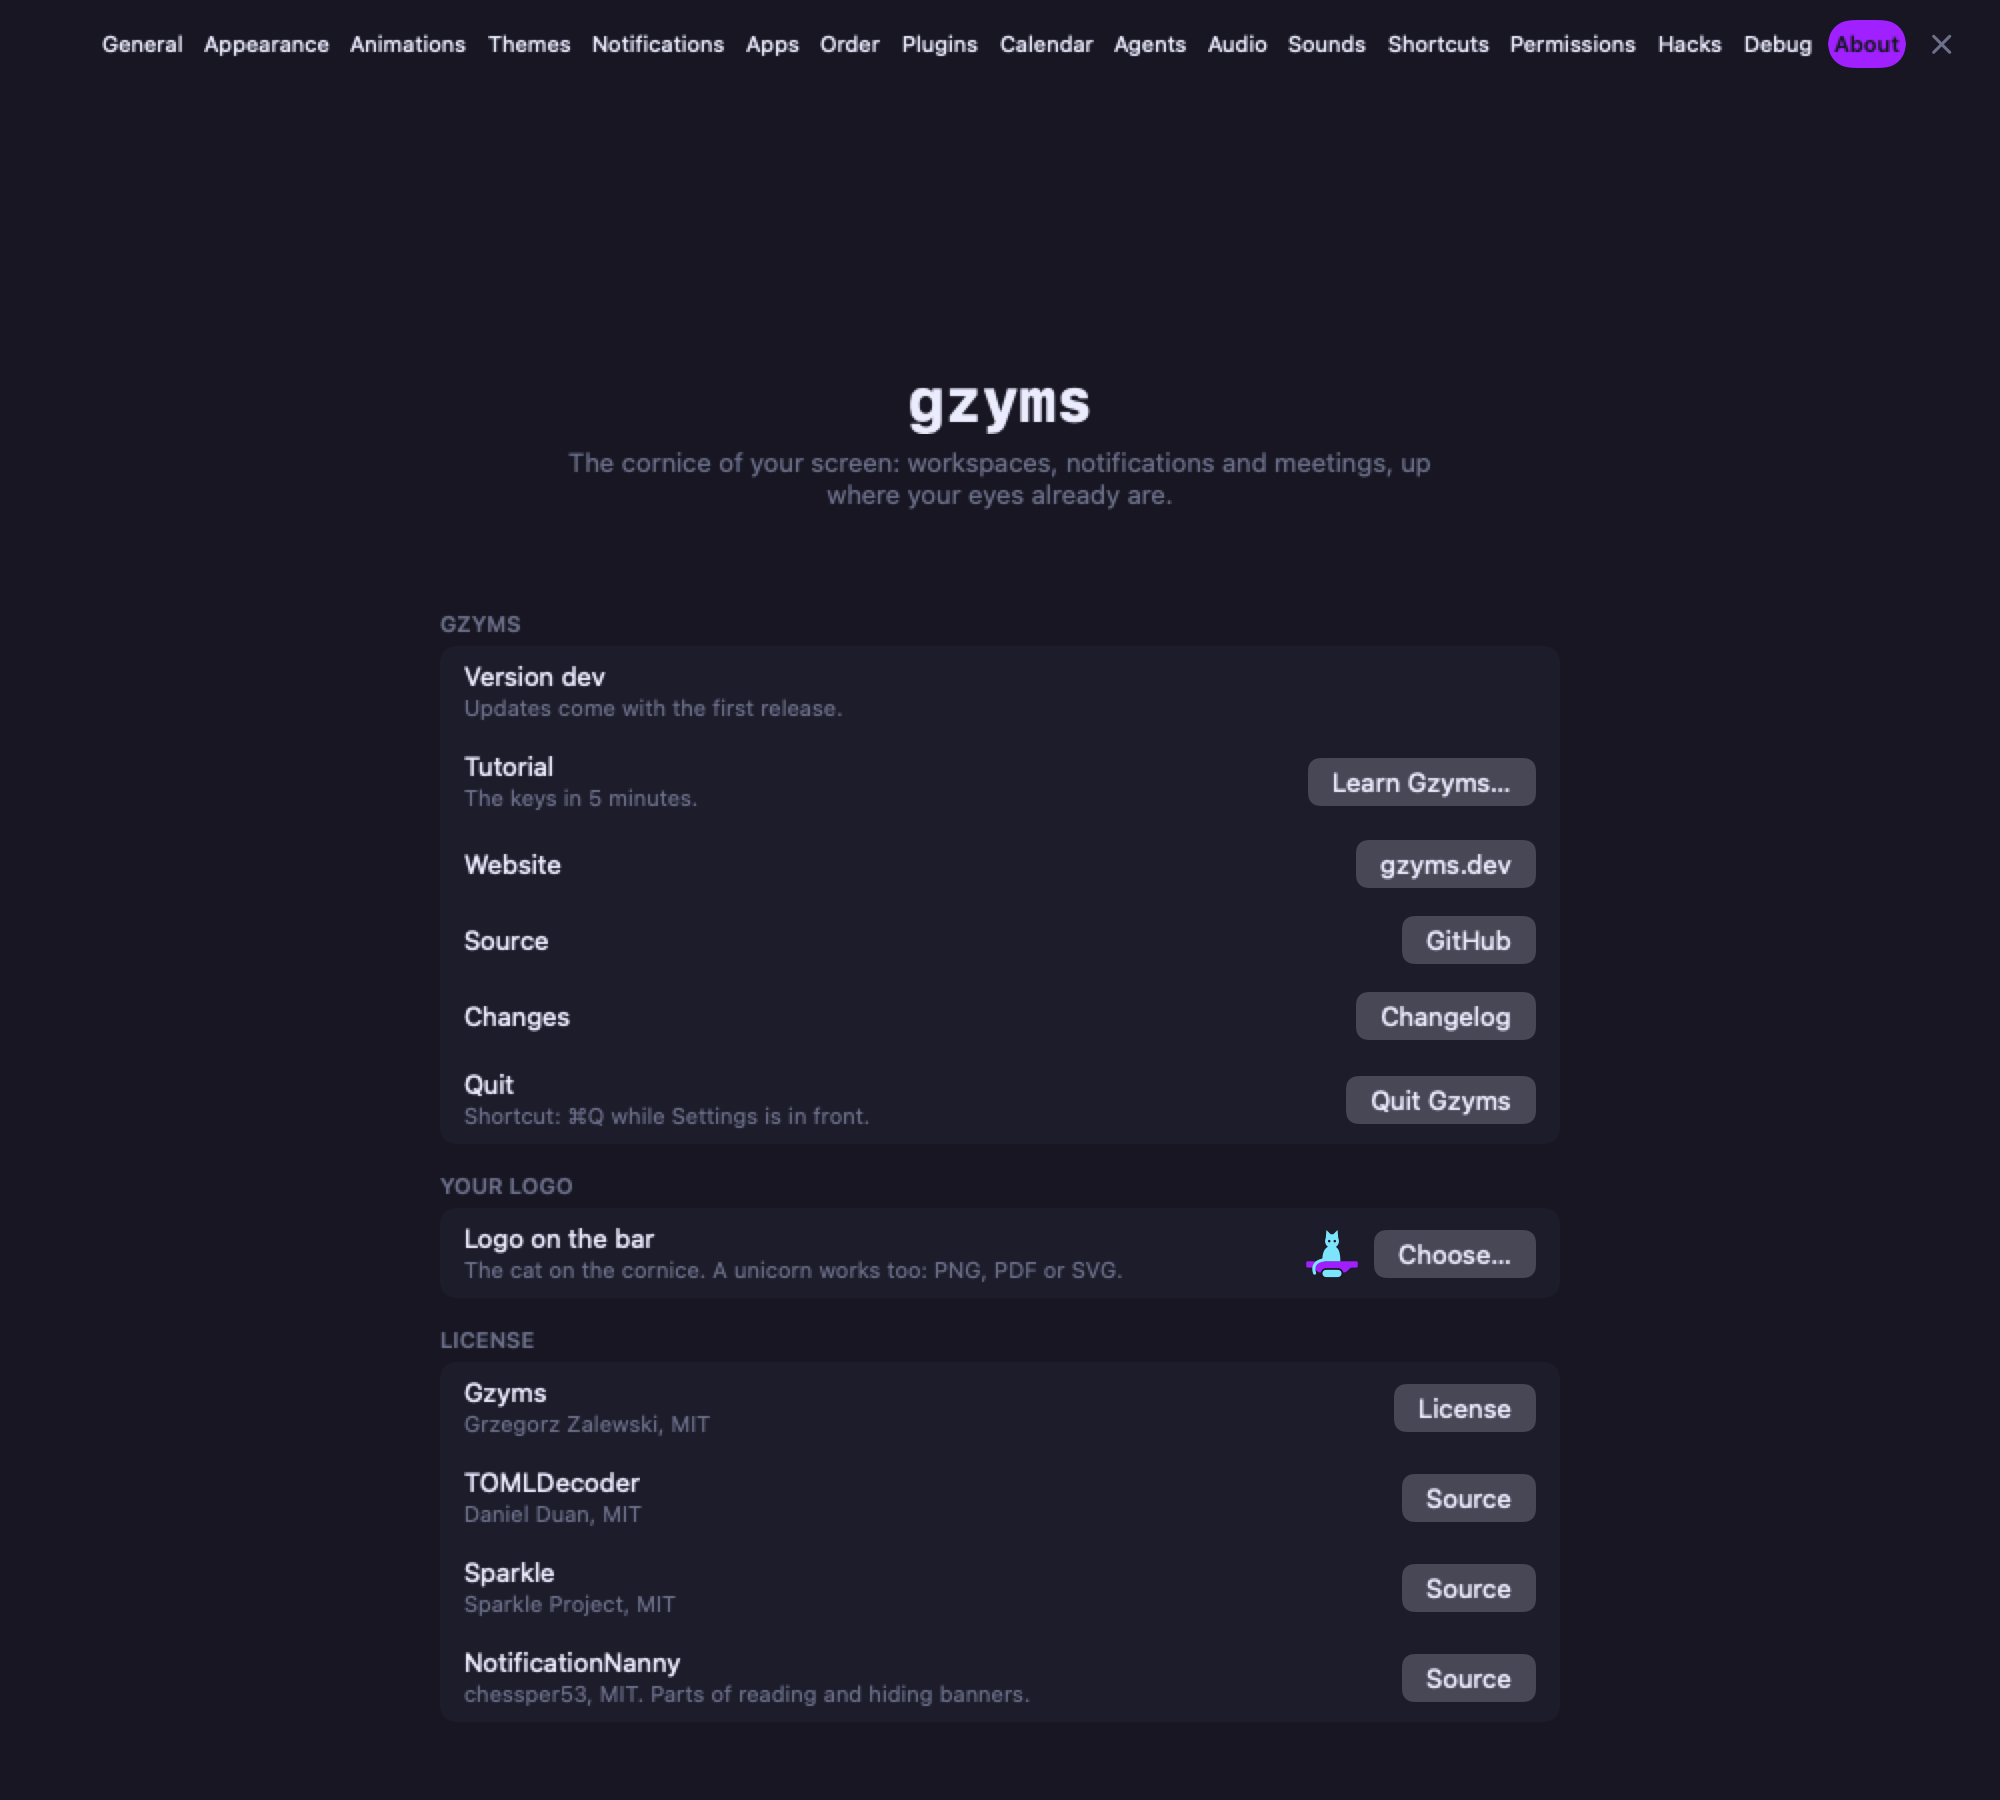 General Appearance Animations Themes Notifications Apps Order Plugins Calendar Agents Audio Sounds Shortcuts Permissions Hacks Debug About
gzyms
The cornice of your screen: workspaces, notifications and meetings, up
where your eyes already are.
GZYMS
Version dev
Updates come with the first release.
Tutorial
The keys in 5 minutes.
Learn Gzyms...
Website
gzyms.dev
Source
GitHub
Changes
Changelog
Quit
Shortcut: ⌘Q while Settings is in front.
Quit Gzyms
YOUR LOGO
Logo on the bar
The cat on the cornice. A unicorn works too: PNG, PDF or SVG.
Choose...
LICENSE
Gzyms
Grzegorz Zalewski, MIT
License
TOMLDecoder
Daniel Duan, MIT
Source
Sparkle
Sparkle Project, MIT
Source
NotificationNanny
chessper53, MIT. Parts of reading and hiding banners.
Source